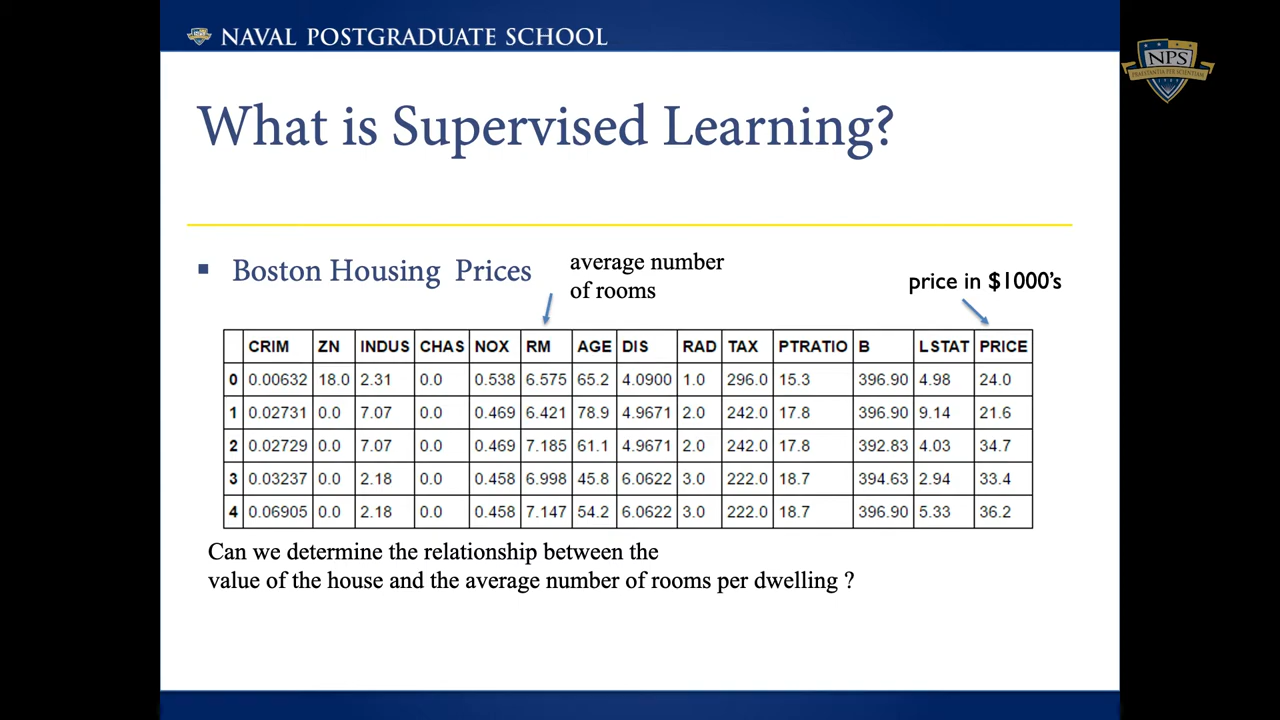 NAVAL POSTGRADUATE SCHOOL
NPS
PRAESTANTIA PER SCIENTIAM
What is Supervised Learning?
▪ Boston Housing Prices
average number
of rooms
price in $1000's
CRIM ZN INDUS CHAS NOX RM AGE DIS RAD TAX PTRATIO B LSTAT PRICE
0 0.00632 18.0 2.31 0.0 0.538 6.575 65.2 4.0900 1.0 296.0 15.3 396.90 4.98 24.0
1 0.02731 0.0 7.07 0.0 0.469 6.421 78.9 4.9671 2.0 242.0 17.8 396.90 9.14 21.6
2 0.02729 0.0 7.07 0.0 0.469 7.185 61.1 4.9671 2.0 242.0 17.8 392.83 4.03 34.7
3 0.03237 0.0 2.18 0.0 0.458 6.998 45.8 6.0622 3.0 222.0 18.7 394.63 2.94 33.4
4 0.06905 0.0 2.18 0.0 0.458 7.147 54.2 6.0622 3.0 222.0 18.7 396.90 5.33 36.2
Can we determine the relationship between the
value of the house and the average number of rooms per dwelling ?